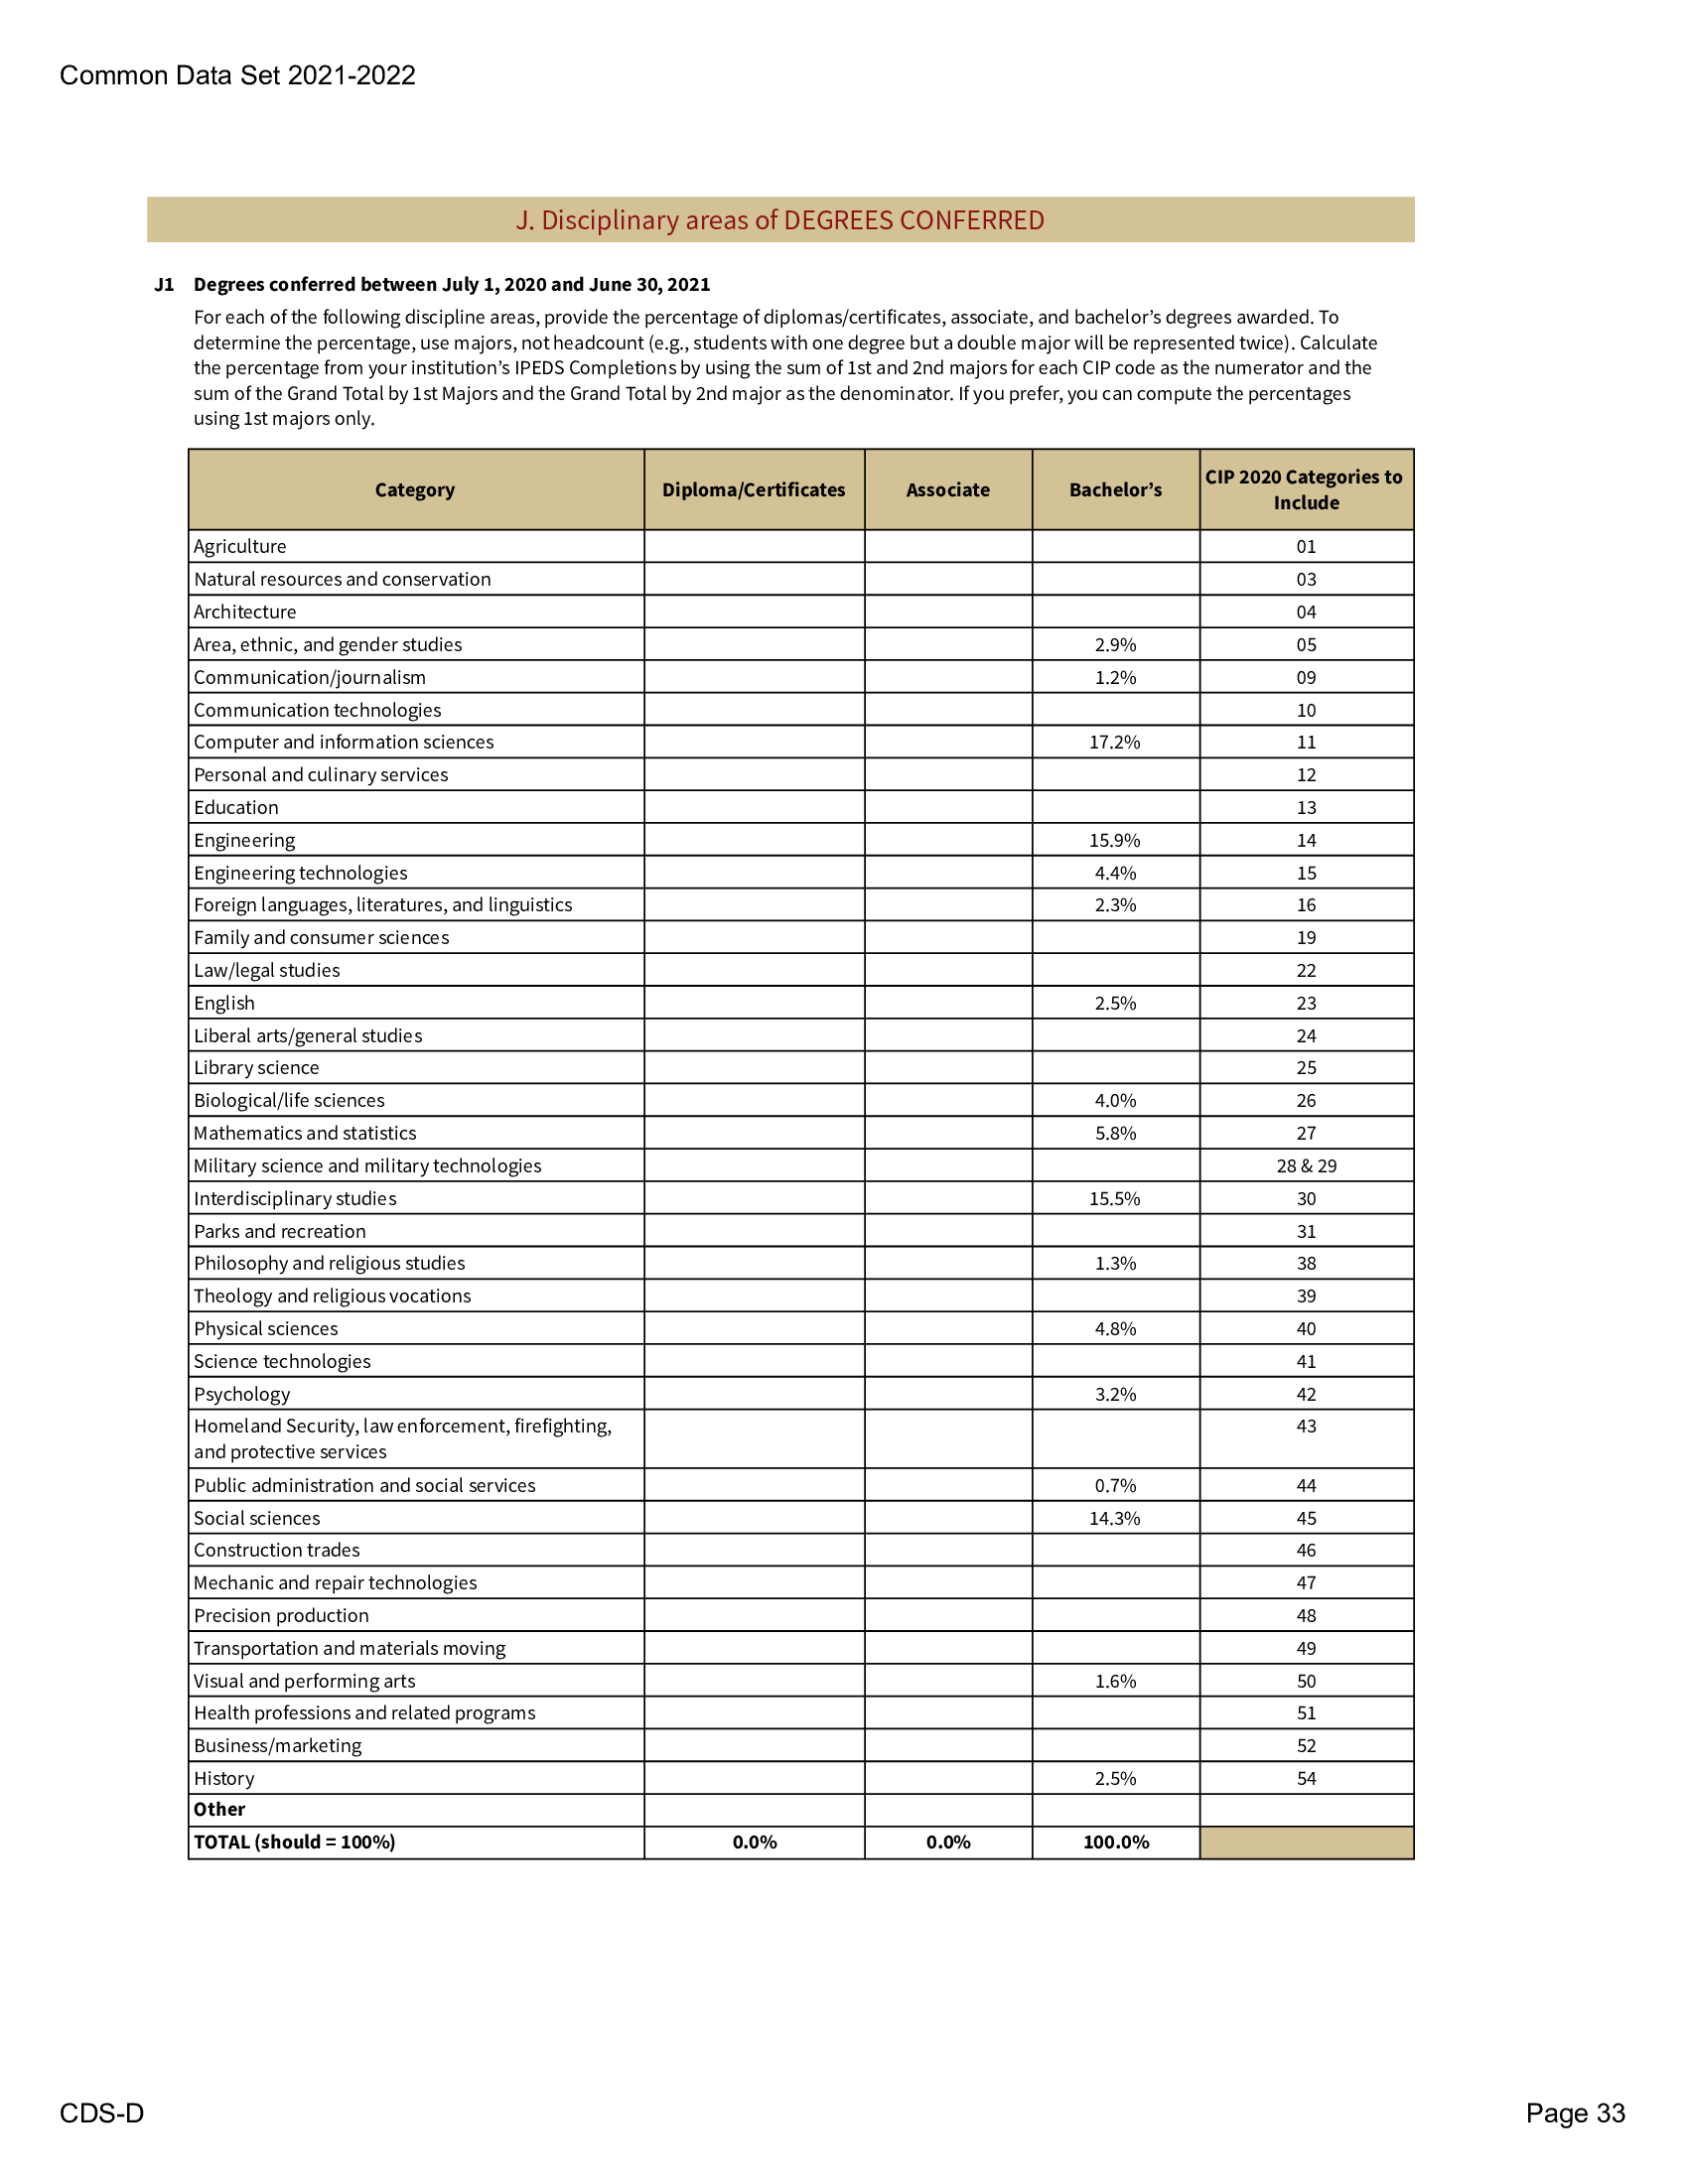 Common Data Set 2021-2022
J. Disciplinary areas of DEGREES CONFERRED
J1 Degrees conferred between July 1, 2020 and June 30, 2021
For each of the following discipline areas, provide the percentage of diplomas/certificates, associate, and bachelor’s degrees awarded. To
determine the percentage, use majors, not headcount (e.g., students with one degree but a double major will be represented twice). Calculate
the percentage from your institution’s IPEDS Completions by using the sum of 1st and 2nd majors for each CIP code as the numerator and the
sum of the Grand Total by 1st Majors and the Grand Total by 2nd major as the denominator. If you prefer, you can compute the percentages
using 1st majors only.
Category Diploma/Certificates Associate Bachelor’s CIP 2020 Categories to
Include
Agriculture 01
Natural resources and conservation 03
Architecture 04
Area, ethnic, and gender studies 2.9% 05
Communication/journalism 1.2% 09
Communication technologies 10
Computer and information sciences 17.2% 11
Personal and culinary services 12
Education 13
Engineering 15.9% 14
Engineering technologies 4.4% 15
Foreign languages, literatures, and linguistics 2.3% 16
Family and consumer sciences 19
Law/legal studies 22
English 2.5% 23
Liberal arts/general studies 24
Library science 25
Biological/life sciences 4.0% 26
Mathematics and statistics 5.8% 27
Military science and military technologies 28 & 29
Interdisciplinary studies 15.5% 30
Parks and recreation 31
Philosophy and religious studies 1.3% 38
Theology and religious vocations 39
Physical sciences 4.8% 40
Science technologies 41
Psychology 3.2% 42
Homeland Security, law enforcement, firefighting, 43
and protective services
Public administration and social services 0.7% 44
Social sciences 14.3% 45
Construction trades 46
Mechanic and repair technologies 47
Precision production 48
Transportation and materials moving 49
Visual and performing arts 1.6% 50
Health professions and related programs 51
Business/marketing 52
History 2.5% 54
Other
TOTAL (should = 100%) 0.0% 0.0% 100.0%
CDS-D Page 33